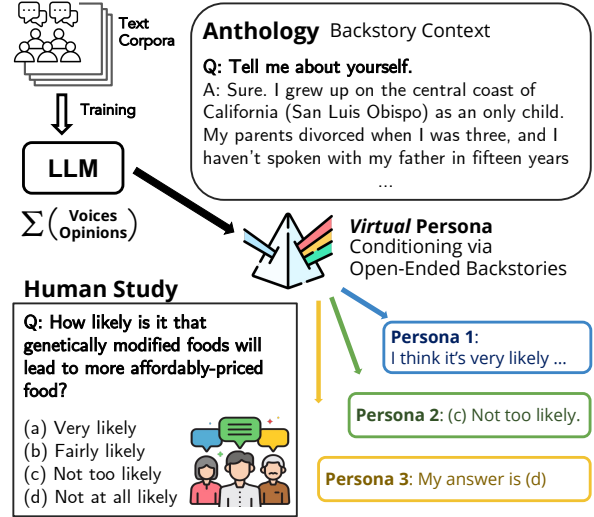 Text
Corpora
Training
LLM
∑ ( Voices
Opinions )
Anthology Backstory Context
Q: Tell me about yourself.
A: Sure. I grew up on the central coast of
California (San Luis Obispo) as an only child.
My parents divorced when I was three, and I
haven't spoken with my father in fifteen years
...
Virtual Persona
Conditioning via
Open-Ended Backstories
Human Study
Q: How likely is it that
genetically modified foods will
lead to more affordably-priced
food?
(a) Very likely
(b) Fairly likely
(c) Not too likely
(d) Not at all likely
Persona 1:
I think it's very likely ...
Persona 2: (c) Not too likely.
Persona 3: My answer is (d)